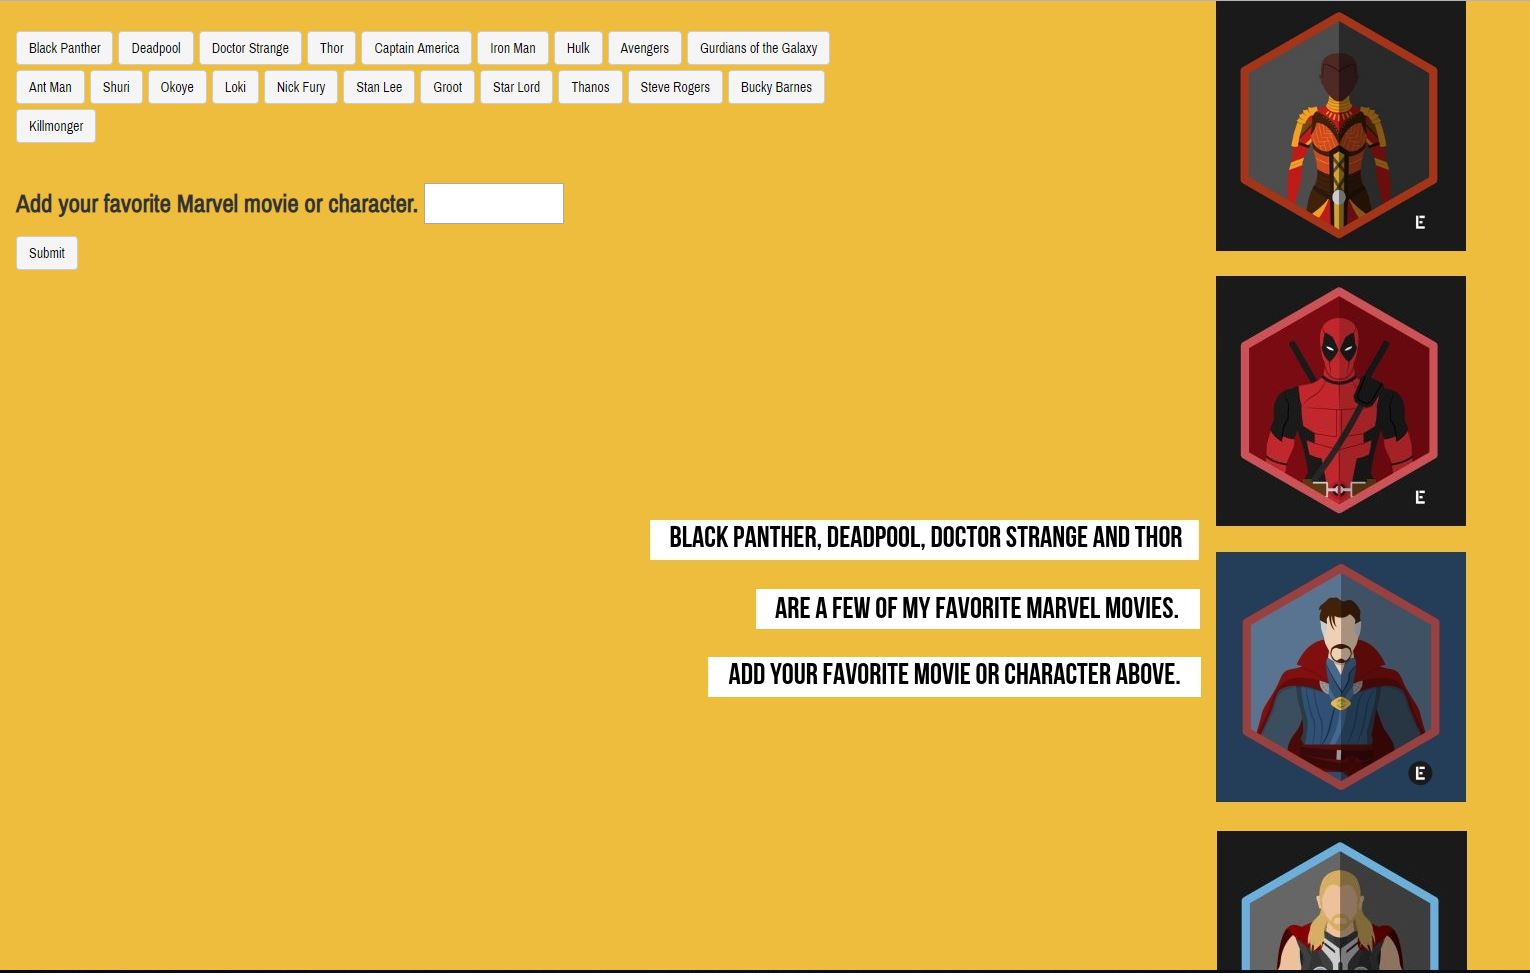 Black Panther Deadpool Doctor Strange Thor Captain America Iron Man Hulk Avengers Gurdians of the Galaxy
Ant Man Shuri Okoye Loki Nick Fury Stan Lee Groot Star Lord Thanos Steve Rogers Bucky Barnes
Killmonger
Add your favorite Marvel movie or character.
Submit
BLACK PANTHER, DEADPOOL, DOCTOR STRANGE AND THOR
ARE A FEW OF MY FAVORITE MARVEL MOVIES.
ADD YOUR FAVORITE MOVIE OR CHARACTER ABOVE.
E
E
E